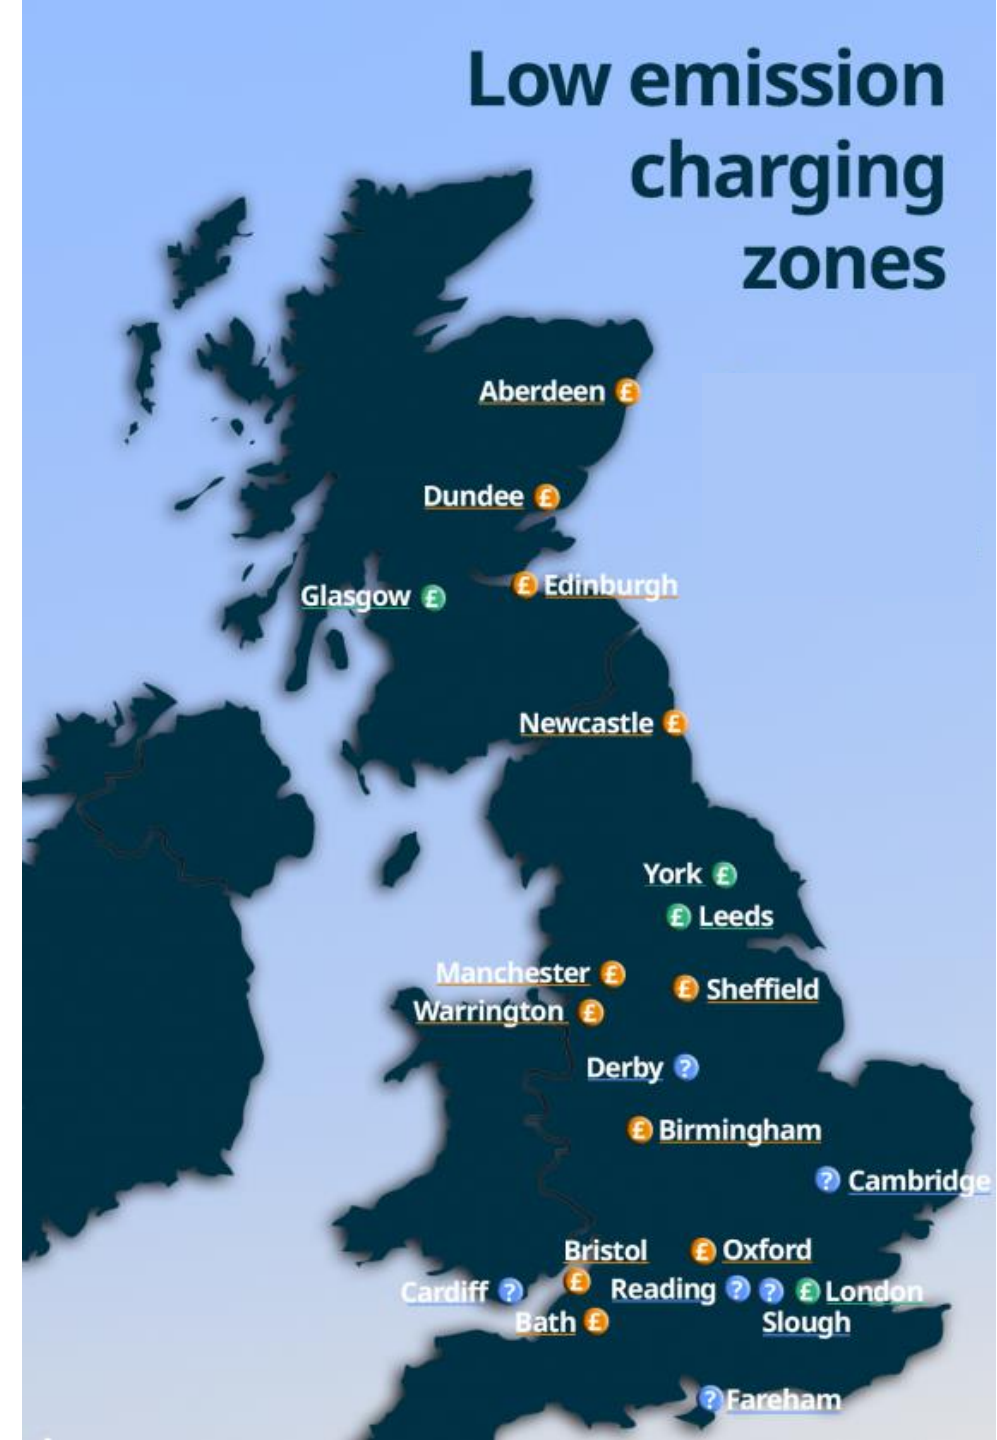 Low emission
charging
zones
Aberdeen £
Dundee £
£ Edinburgh
Glasgow £
Newcastle £
York £
£ Leeds
Manchester £
£ Sheffield
Warrington £
Derby ?
£ Birmingham
? Cambridge
Bristol
£
£ Oxford
Cardiff ?
Reading ?
? £ London
Slough
Bath £
? Fareham